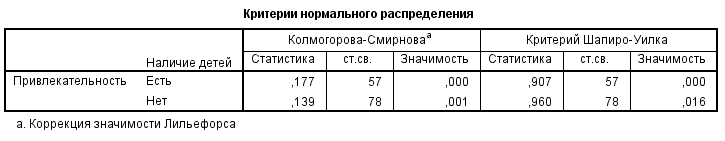 Критерии нормального распределения
Колмогорова-Смирноваᵃ Критерий Шапиро-Уилка
Наличие детей Статистика ст.св. Значимость Статистика ст.св. Значимость
Привлекательность Есть ,177 57 ,000 ,907 57 ,000
Нет ,139 78 ,001 ,960 78 ,016
a. Коррекция значимости Лильефорса